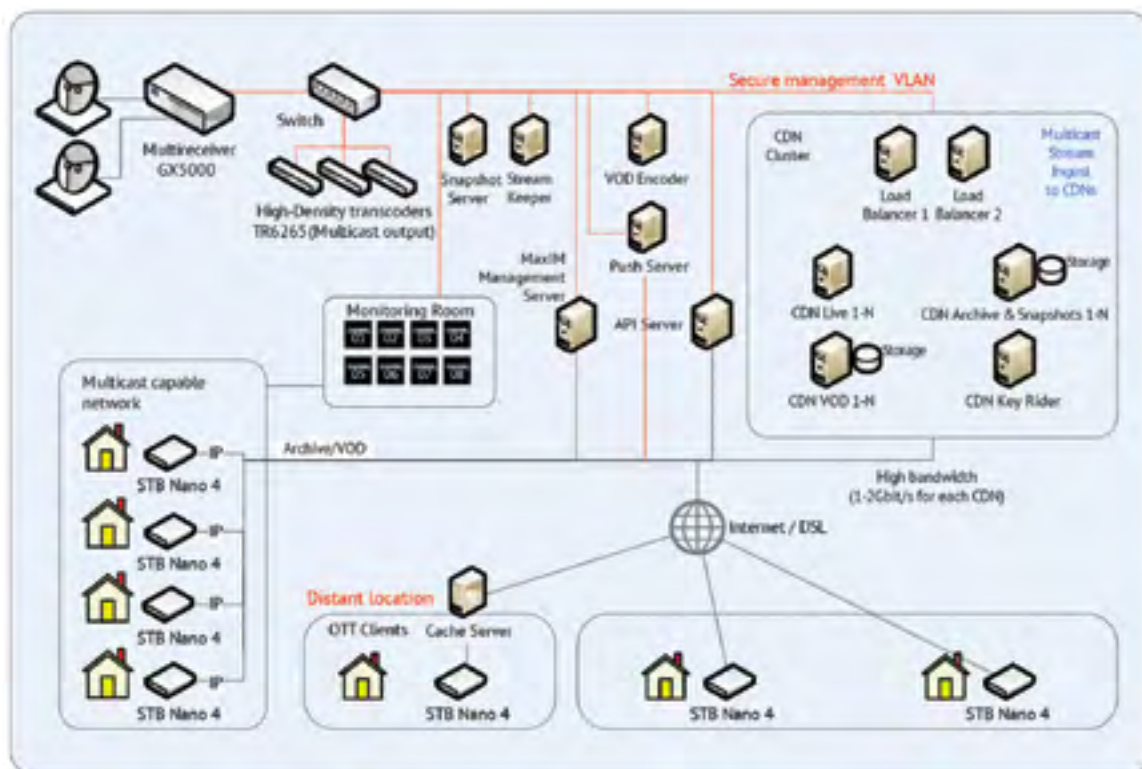 Secure management VLAN
Switch
Multireceiver
GX5000
High-Density transcoders
TR6265 (Multicast output)
Snapshot
Server
Stream
Keeper
VOD Encoder
Push Server
MaxIM
Management
Server
API Server
CDN
Cluster
Multicast
Stream
Ingest
to CDNs
Load
Balancer 1
Load
Balancer 2
CDN Live 1-N
Storage
CDN Archive & Snapshots 1-N
Storage
CDN VOD 1-N
CDN Key Rider
Monitoring Room
01 02 03 04
05 06 07 08
Multicast capable
network
IP
STB Nano 4
IP
STB Nano 4
IP
STB Nano 4
IP
STB Nano 4
Archive/VOD
High bandwidth
(1-2Gbit/s for each CDN)
Internet / DSL
Distant location
OTT Clients
Cache Server
STB Nano 4
STB Nano 4
STB Nano 4